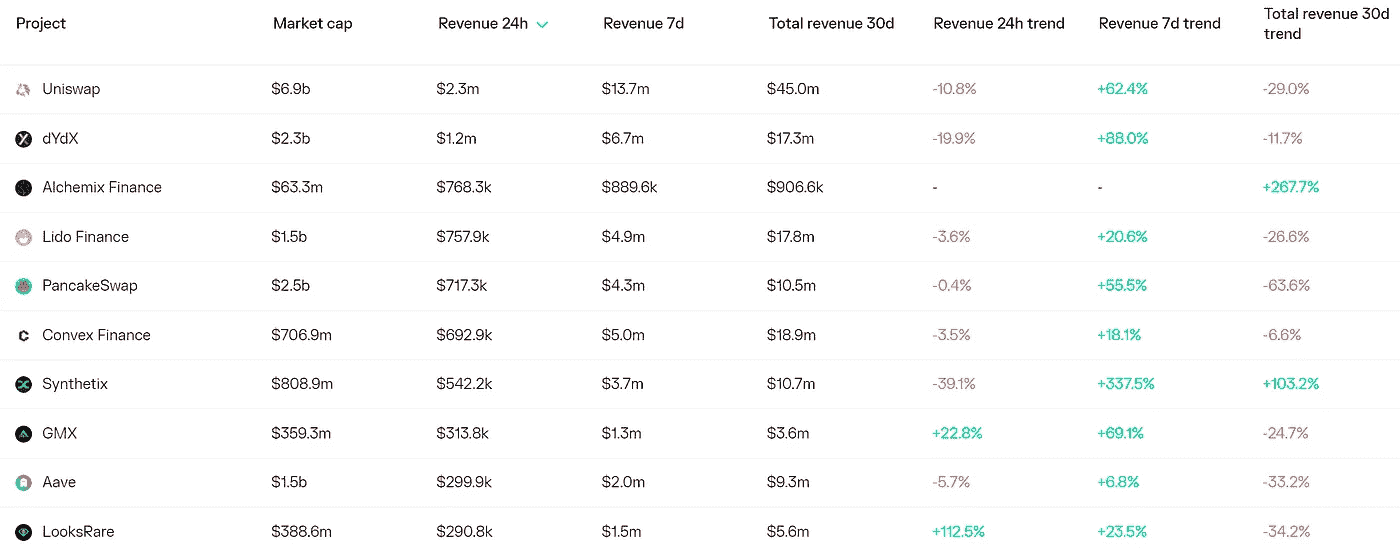 Project Market cap Revenue 24h Revenue 7d Total revenue 30d Revenue 24h trend Revenue 7d trend Total revenue 30d trend
Uniswap $6.9b $2.3m $13.7m $45.0m -10.8% +62.4% -29.0%
dYdX $2.3b $1.2m $6.7m $17.3m -19.9% +88.0% -11.7%
Alchemix Finance $63.3m $768.3k $889.6k $906.6k - - +267.7%
Lido Finance $1.5b $757.9k $4.9m $17.8m -3.6% +20.6% -26.6%
PancakeSwap $2.5b $717.3k $4.3m $10.5m -0.4% +55.5% -63.6%
Convex Finance $706.9m $692.9k $5.0m $18.9m -3.5% +18.1% -6.6%
Synthetix $808.9m $542.2k $3.7m $10.7m -39.1% +337.5% +103.2%
GMX $359.3m $313.8k $1.3m $3.6m +22.8% +69.1% -24.7%
Aave $1.5b $299.9k $2.0m $9.3m -5.7% +6.8% -33.2%
LooksRare $388.6m $290.8k $1.5m $5.6m +112.5% +23.5% -34.2%